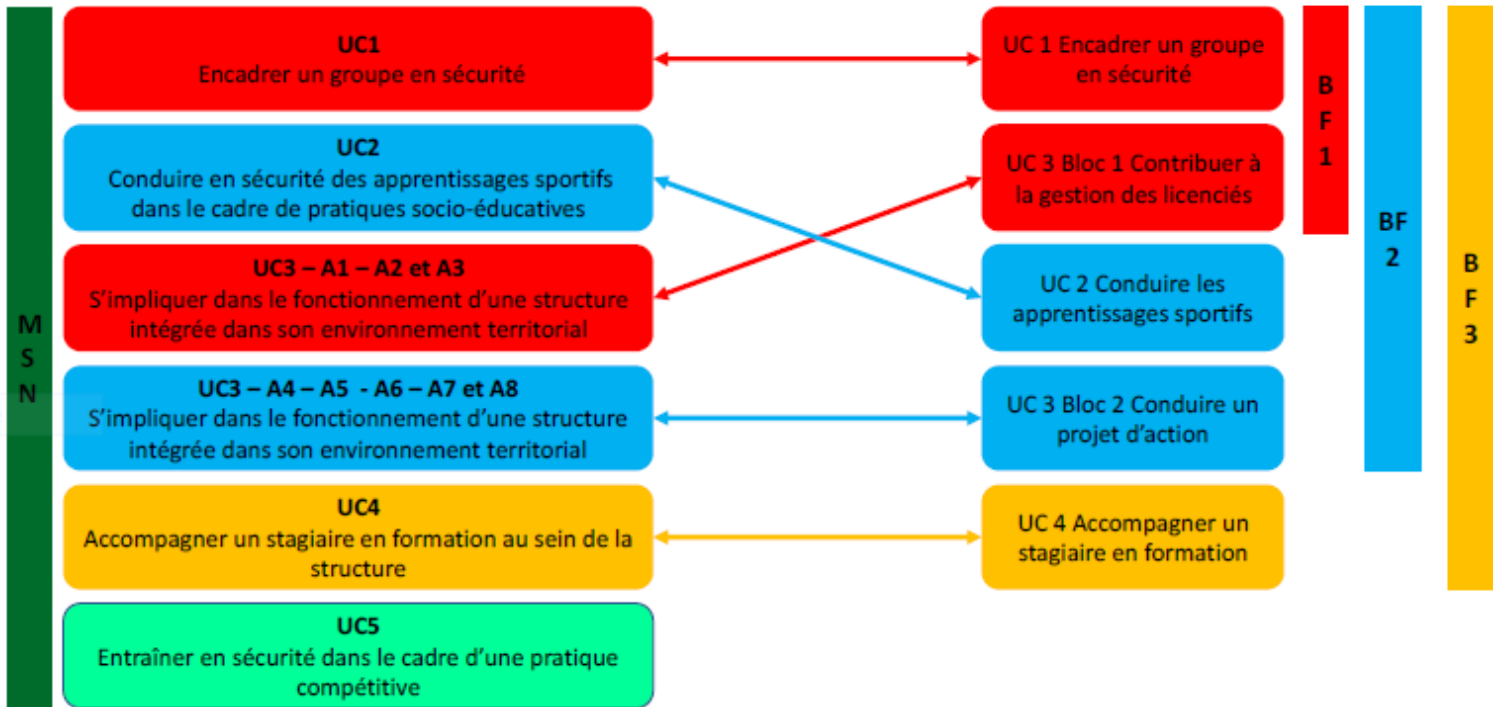 M
S
N
UC1
Encadrer un groupe en sécurité
UC2
Conduire en sécurité des apprentissages sportifs
dans le cadre de pratiques socio-éducatives
UC3 – A1 – A2 et A3
S’impliquer dans le fonctionnement d’une structure
intégrée dans son environnement territorial
UC3 – A4 – A5 - A6 – A7 et A8
S’impliquer dans le fonctionnement d’une structure
intégrée dans son environnement territorial
UC4
Accompagner un stagiaire en formation au sein de la
structure
UC5
Entraîner en sécurité dans le cadre d’une pratique
compétitive
UC 1 Encadrer un groupe
en sécurité
UC 3 Bloc 1 Contribuer à
la gestion des licenciés
UC 2 Conduire les
apprentissages sportifs
UC 3 Bloc 2 Conduire un
projet d’action
UC 4 Accompagner un
stagiaire en formation
B
F
1
BF
2
B
F
3